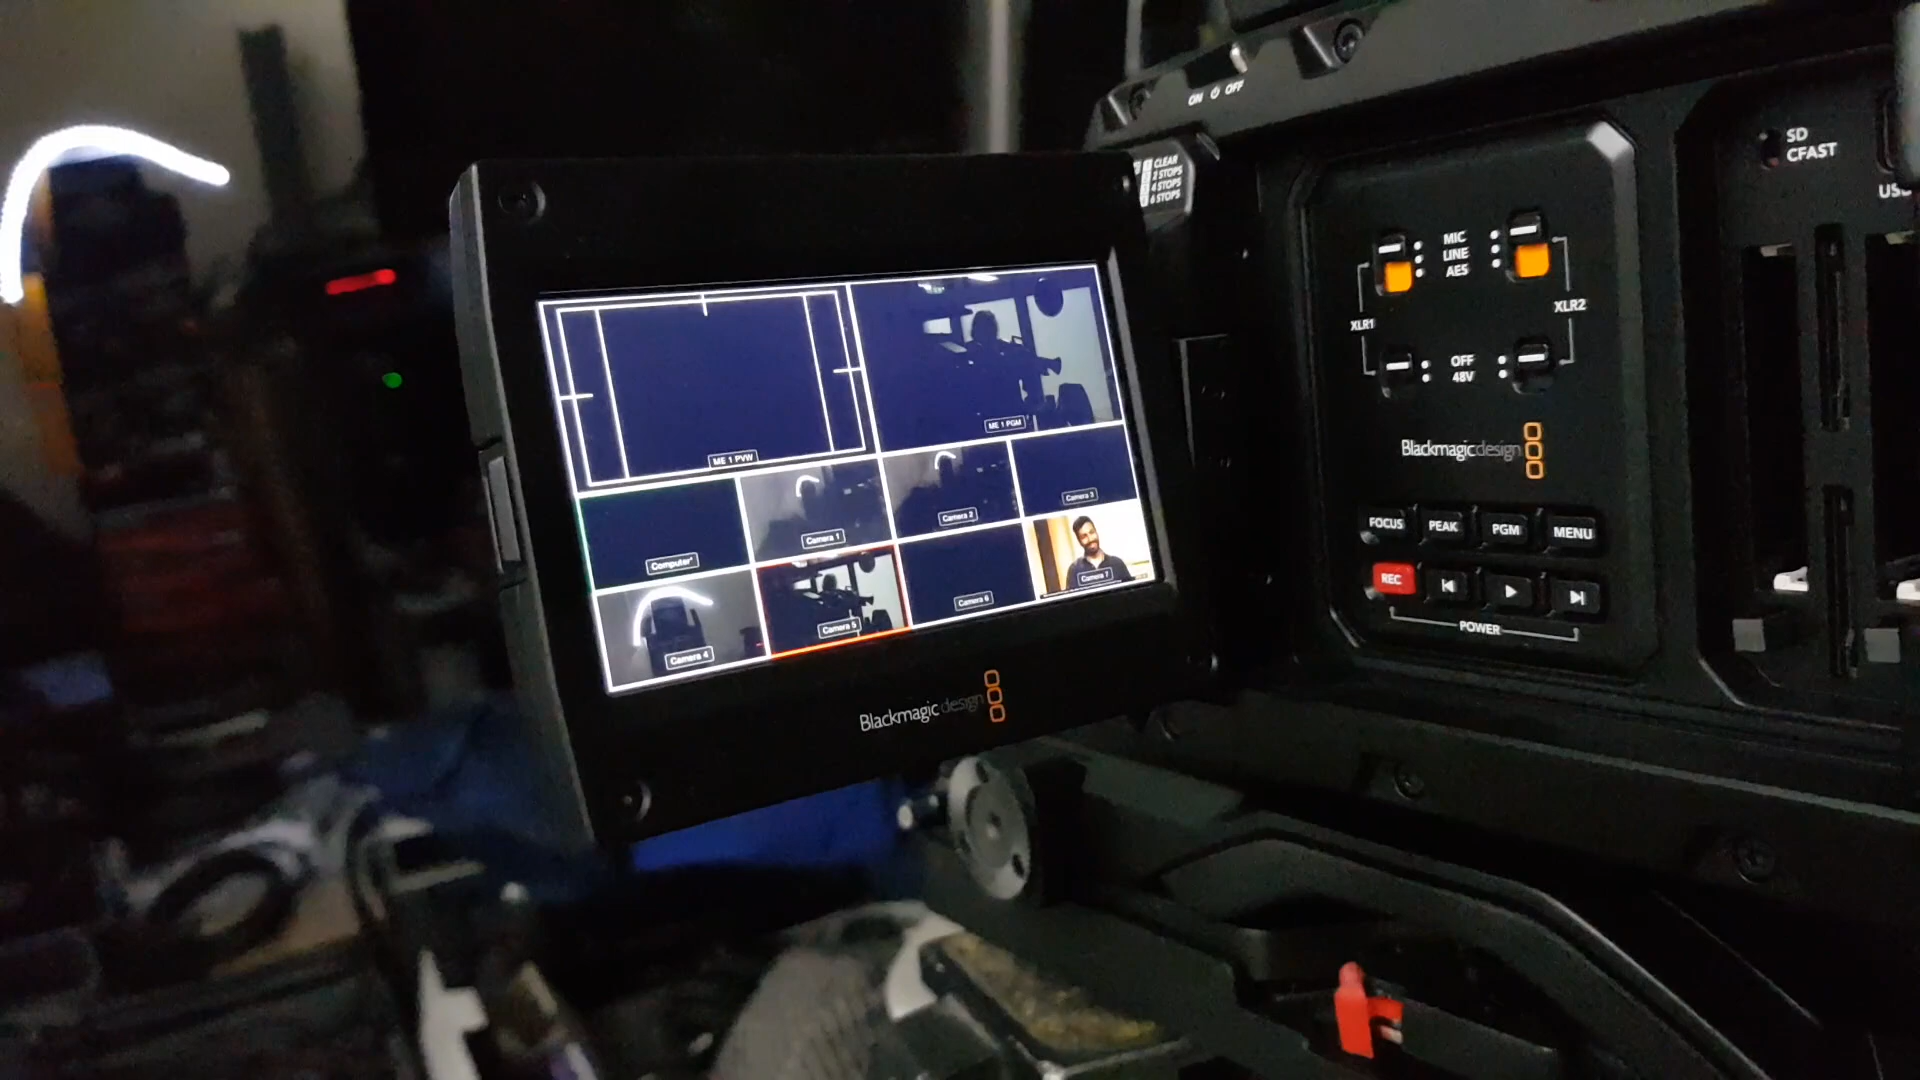 ON OFF
CLEAR
2 STOPS
4 STOPS
6 STOPS
SD
CFAST
MIC
LINE
AES
XLR1
XLR2
OFF
48V
Blackmagicdesign
FOCUS PEAK PGM MENU
REC
POWER
ME 1 PVW
ME 1 PGM
Computer
Camera 1
Camera 2
Camera 3
Camera 4
Camera 5
Camera 6
Camera 7
Blackmagicdesign